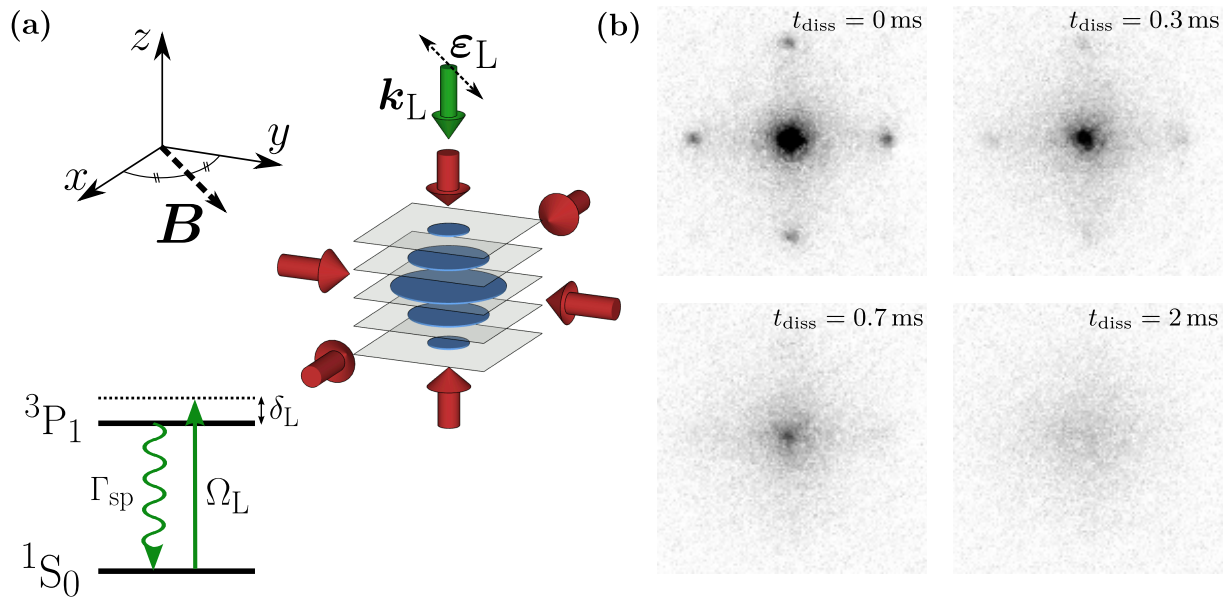 (a)
z
y
x
B
ε_L
k_L
³P₁
δ_L
Γ_sp
Ω_L
¹S₀
(b)
t_diss = 0 ms
t_diss = 0.3 ms
t_diss = 0.7 ms
t_diss = 2 ms